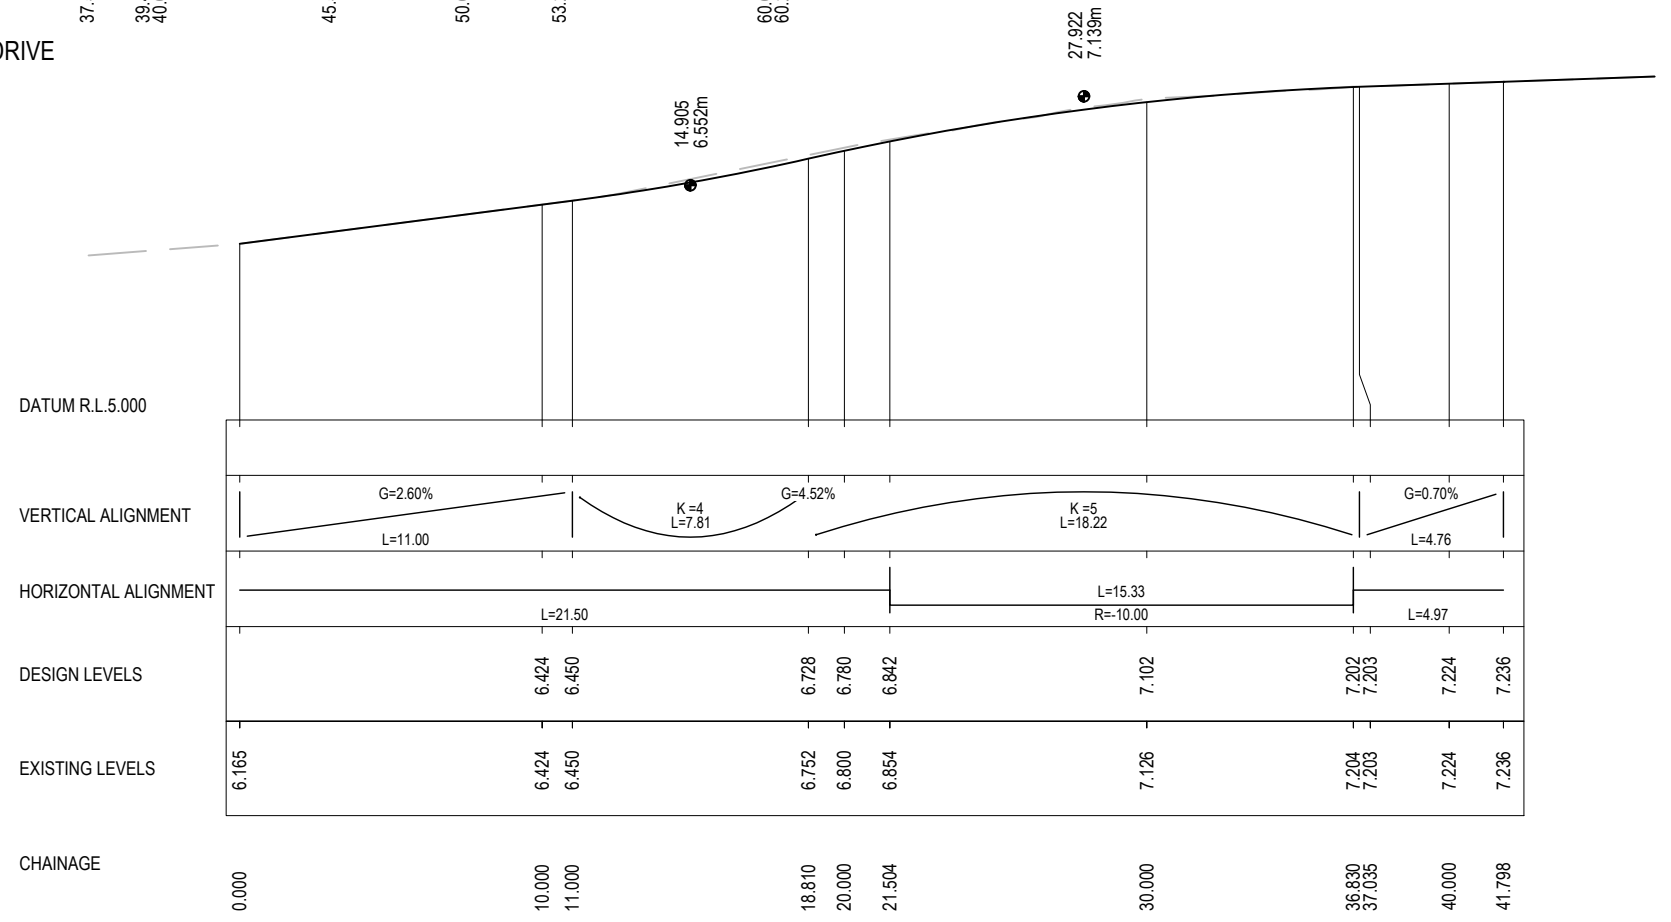 DRIVE
27.922
7.139m
14.905
6.552m
DATUM R.L.5.000
VERTICAL ALIGNMENT
G=2.60%
L=11.00
K =4
L=7.81
G=4.52%
K =5
L=18.22
G=0.70%
L=4.76
HORIZONTAL ALIGNMENT
L=21.50
L=15.33
R=-10.00
L=4.97
DESIGN LEVELS
6.424
6.450
6.728
6.780
6.842
7.102
7.202
7.203
7.224
7.236
EXISTING LEVELS
6.165
6.424
6.450
6.752
6.800
6.854
7.126
7.204
7.203
7.224
7.236
CHAINAGE
0.000
10.000
11.000
18.810
20.000
21.504
30.000
36.830
37.035
40.000
41.798